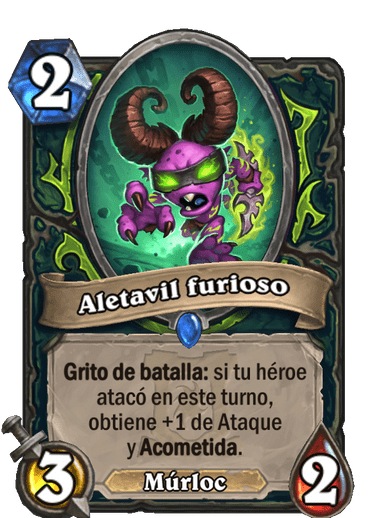 2
Aletavil furioso
Grito de batalla: si tu héroe
atacó en este turno,
obtiene +1 de Ataque
y Acometida.
3
Múrloc
2